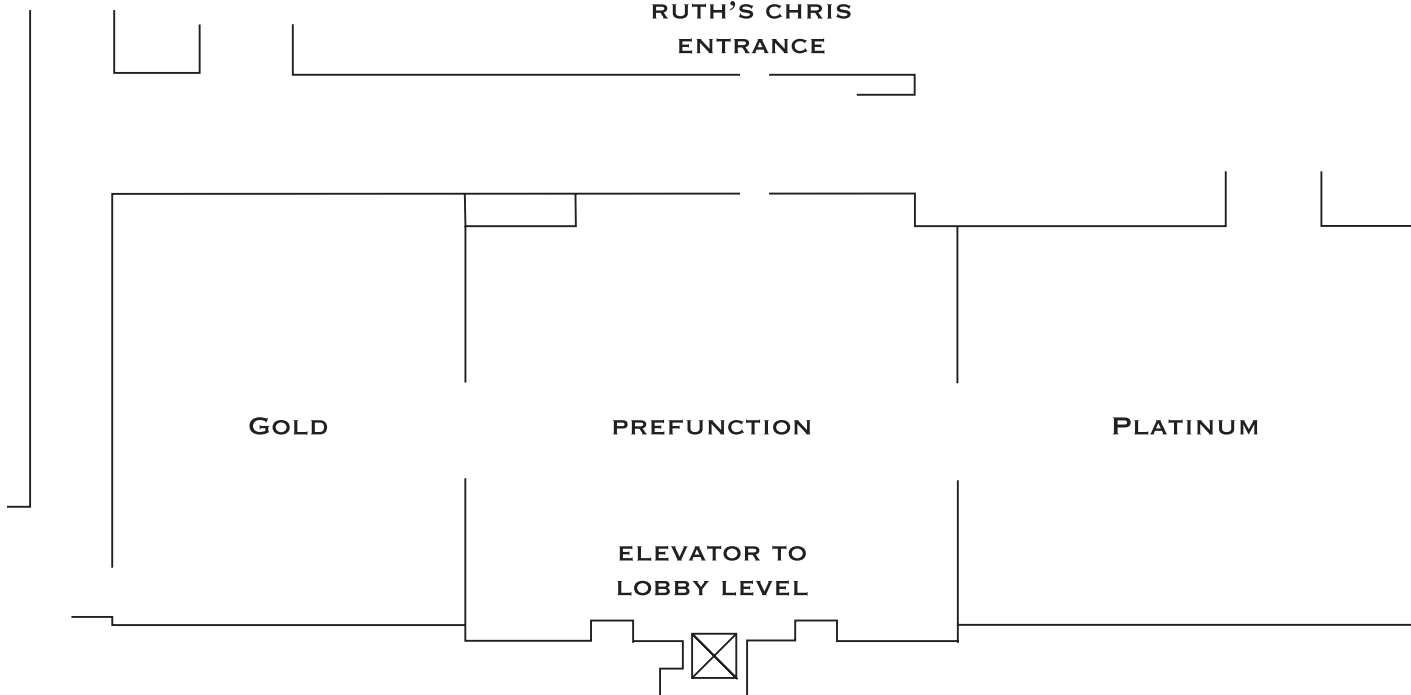 RUTH'S CHRIS
ENTRANCE
GOLD
PREFUNCTION
PLATINUM
ELEVATOR TO
LOBBY LEVEL